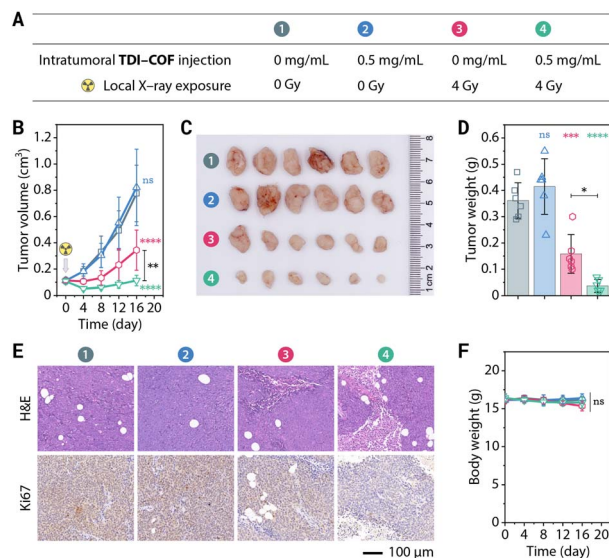 A
1 2 3 4
Intratumoral TDI–COF injection 0 mg/mL 0.5 mg/mL 0 mg/mL 0.5 mg/mL
Local X–ray exposure 0 Gy 0 Gy 4 Gy 4 Gy
B
Tumor volume (cm³)
1.2
1.0
0.8
0.6
0.4
0.2
0
0 4 8 12 16 20
Time (day)
ns
****
**
****
C
1
2
3
4
8
7
6
5
4
3
2
1 cm
D
Tumor weight (g)
0.6
0.5
0.4
0.3
0.2
0.1
0
ns *** ****
*
E
1 2 3 4
H&E
Ki67
100 µm
F
Body weight (g)
25
20
15
10
5
0
0 4 8 12 16 20
Time (day)
ns